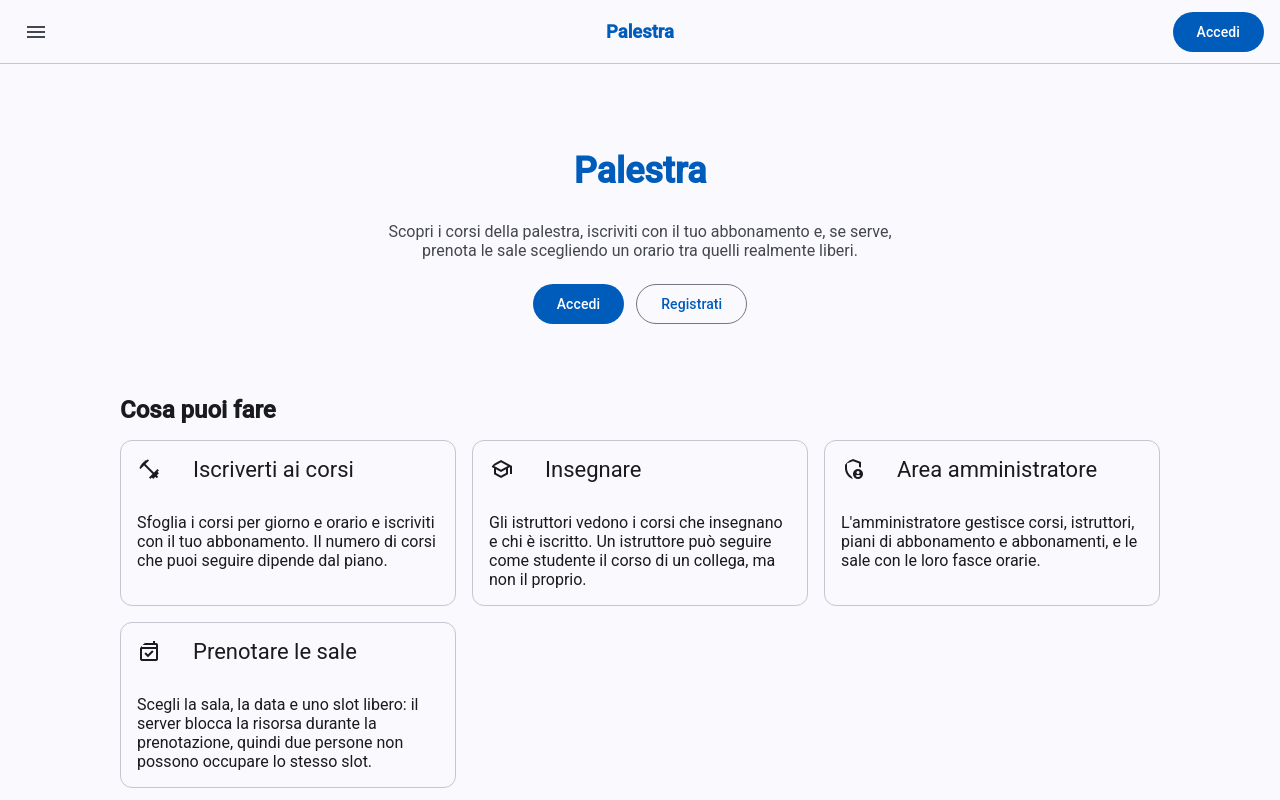 Palestra
Accedi
Palestra
Scopri i corsi della palestra, iscriviti con il tuo abbonamento e, se serve,
prenota le sale scegliendo un orario tra quelli realmente liberi.
Accedi
Registrati
Cosa puoi fare
Iscriverti ai corsi
Sfoglia i corsi per giorno e orario e iscriviti
con il tuo abbonamento. Il numero di corsi
che puoi seguire dipende dal piano.
Insegnare
Gli istruttori vedono i corsi che insegnano
e chi è iscritto. Un istruttore può seguire
come studente il corso di un collega, ma
non il proprio.
Area amministratore
L'amministratore gestisce corsi, istruttori,
piani di abbonamento e abbonamenti, e le
sale con le loro fasce orarie.
Prenotare le sale
Scegli la sala, la data e uno slot libero: il
server blocca la risorsa durante la
prenotazione, quindi due persone non
possono occupare lo stesso slot.